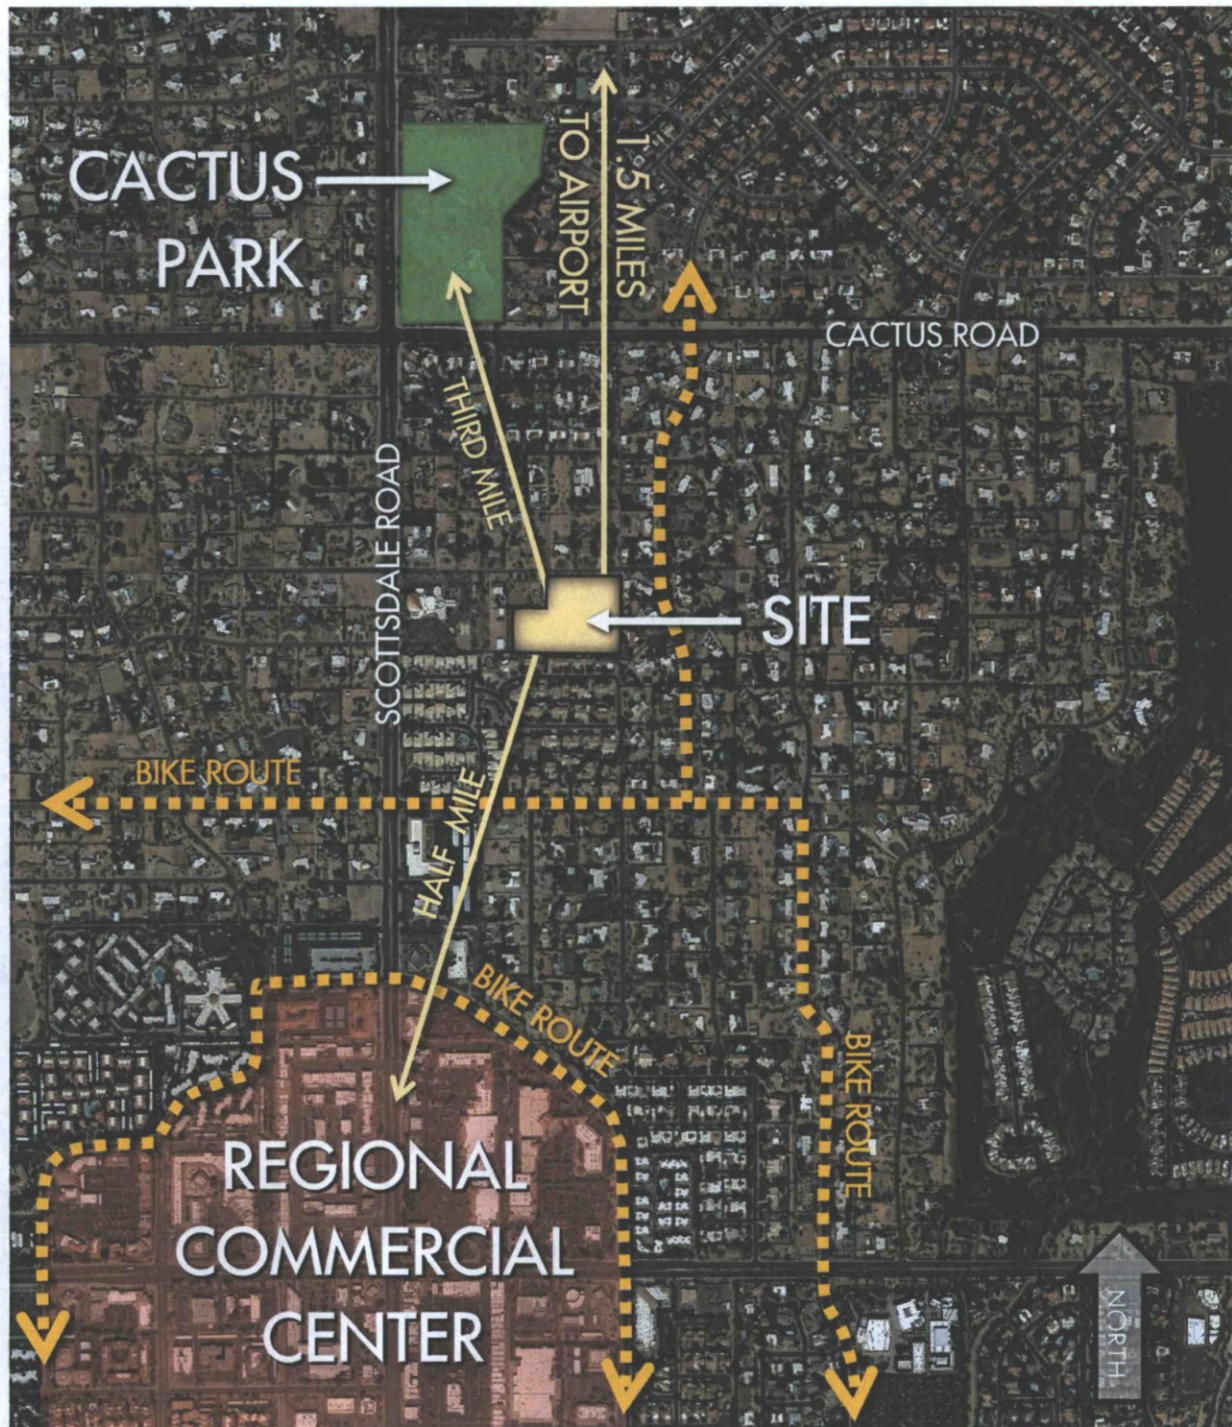 CACTUS
PARK
1.5 MILES
TO AIRPORT
CACTUS ROAD
THIRD MILE
SCOTTSDALE ROAD
SITE
BIKE ROUTE
HALF MILE
BIKE ROUTE
BIKE ROUTE
REGIONAL
COMMERCIAL
CENTER
NORTH